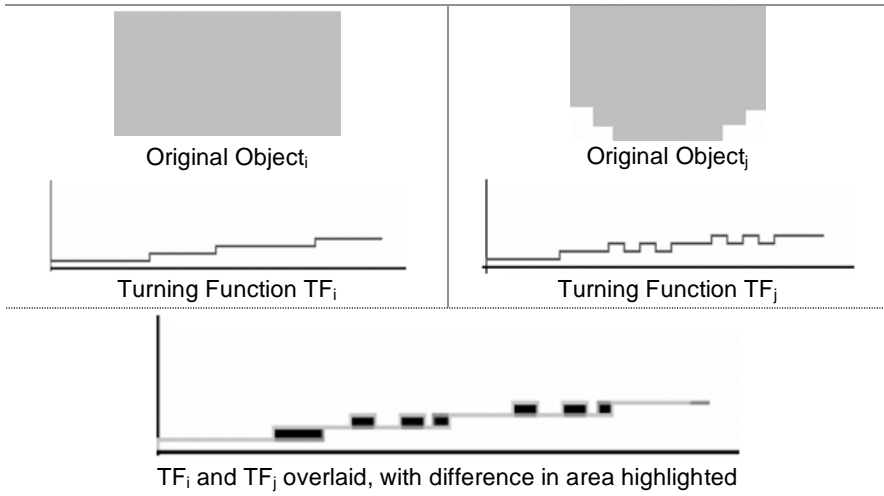 Original Objectᵢ
Original Objectⱼ
Turning Function TFᵢ
Turning Function TFⱼ
TFᵢ and TFⱼ overlaid, with difference in area highlighted